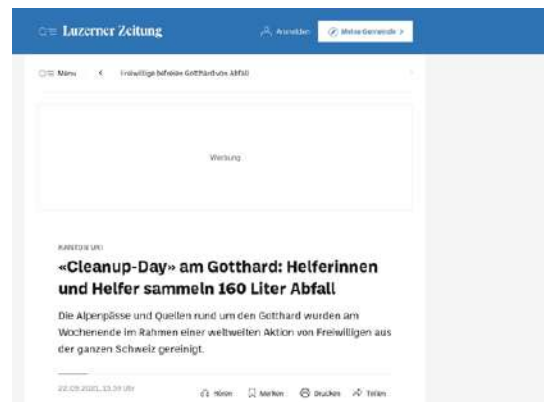 Luzerner Zeitung
Anmelden
Meine Gemeinde >
Menu
Freiwillige befreien Gotthard von Abfall
Werbung
KANTON URI
«Cleanup-Day» am Gotthard: Helferinnen
und Helfer sammeln 160 Liter Abfall
Die Alpenpässe und Quellen rund um den Gotthard wurden am
Wochenende im Rahmen einer weltweiten Aktion von Freiwilligen aus
der ganzen Schweiz gereinigt.
Hören
Merken
Drucken
Teilen